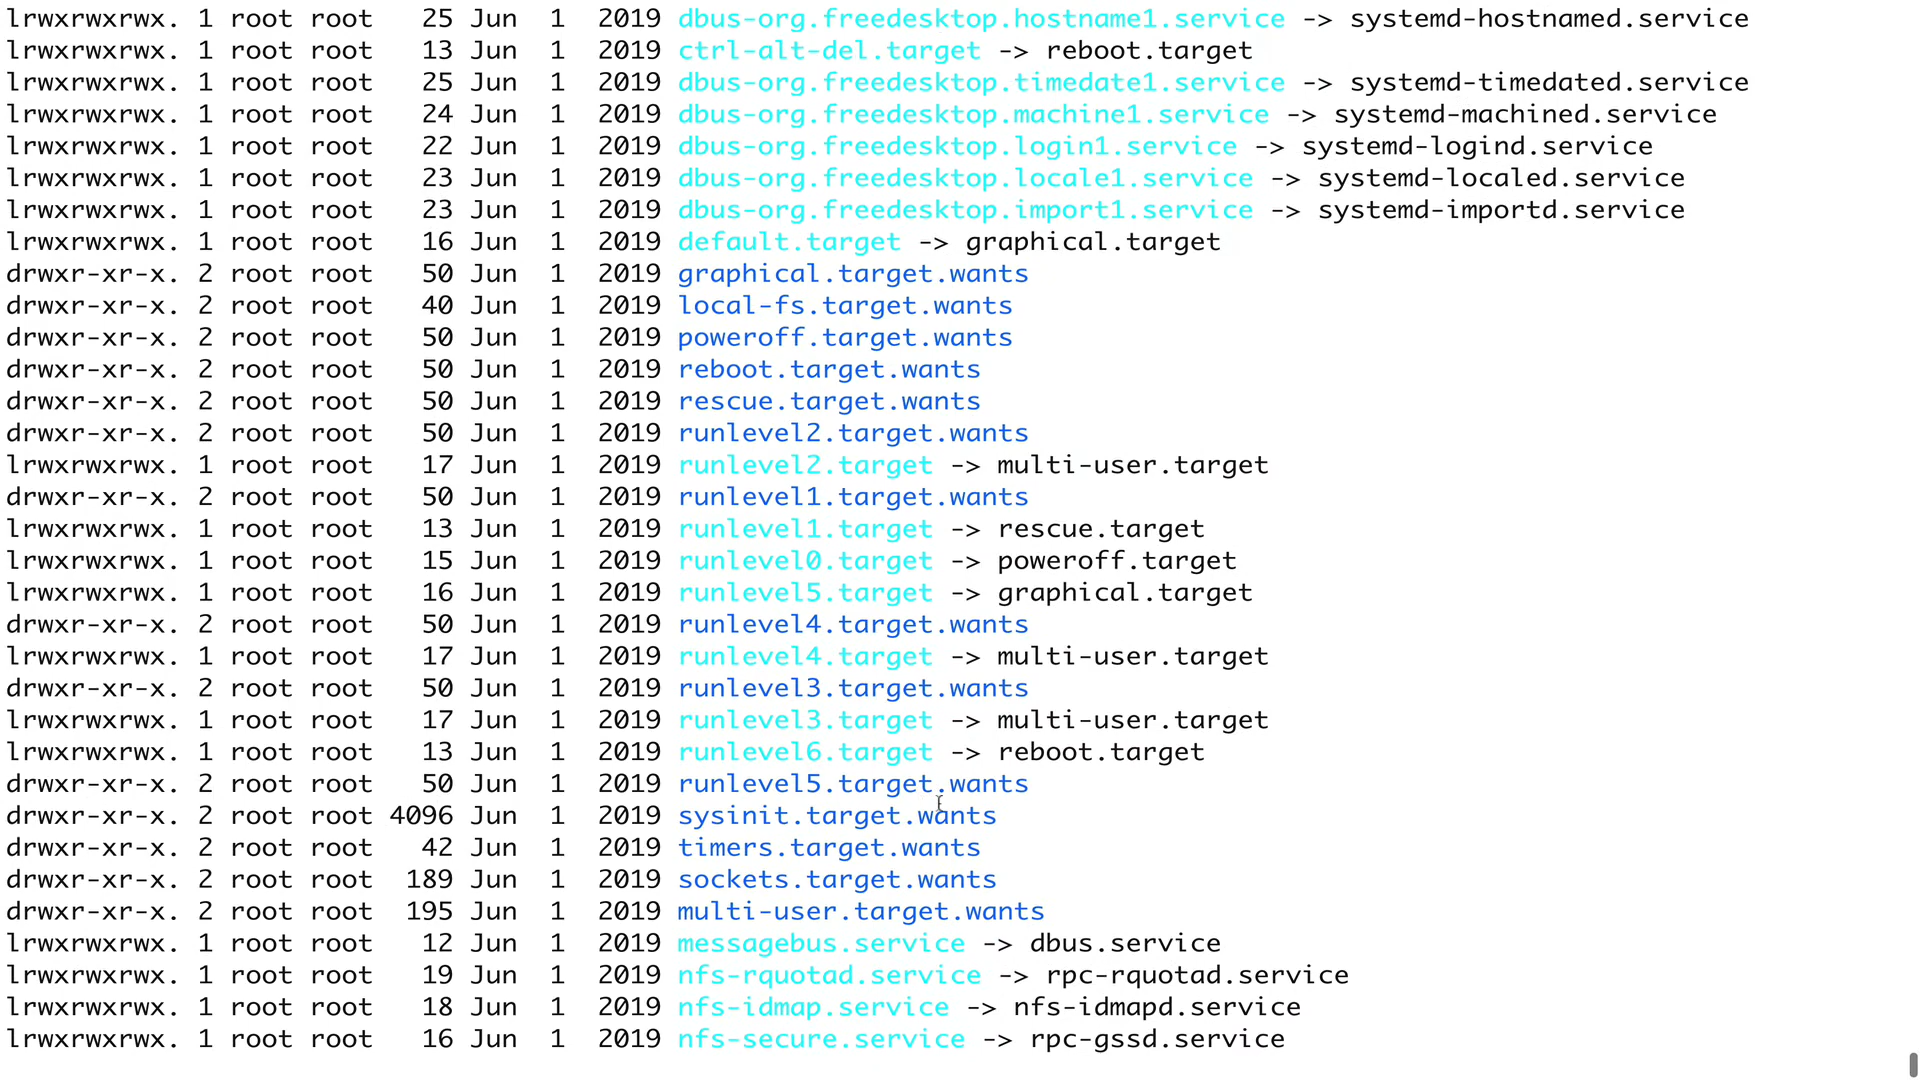 lrwxrwxrwx. 1 root root   25 Jun  1  2019 dbus-org.freedesktop.hostname1.service -> systemd-hostnamed.service
lrwxrwxrwx. 1 root root   13 Jun  1  2019 ctrl-alt-del.target -> reboot.target
lrwxrwxrwx. 1 root root   25 Jun  1  2019 dbus-org.freedesktop.timedate1.service -> systemd-timedated.service
lrwxrwxrwx. 1 root root   24 Jun  1  2019 dbus-org.freedesktop.machine1.service -> systemd-machined.service
lrwxrwxrwx. 1 root root   22 Jun  1  2019 dbus-org.freedesktop.login1.service -> systemd-logind.service
lrwxrwxrwx. 1 root root   23 Jun  1  2019 dbus-org.freedesktop.locale1.service -> systemd-localed.service
lrwxrwxrwx. 1 root root   23 Jun  1  2019 dbus-org.freedesktop.import1.service -> systemd-importd.service
lrwxrwxrwx. 1 root root   16 Jun  1  2019 default.target -> graphical.target
drwxr-xr-x. 2 root root   50 Jun  1  2019 graphical.target.wants
drwxr-xr-x. 2 root root   40 Jun  1  2019 local-fs.target.wants
drwxr-xr-x. 2 root root   50 Jun  1  2019 poweroff.target.wants
drwxr-xr-x. 2 root root   50 Jun  1  2019 reboot.target.wants
drwxr-xr-x. 2 root root   50 Jun  1  2019 rescue.target.wants
drwxr-xr-x. 2 root root   50 Jun  1  2019 runlevel2.target.wants
lrwxrwxrwx. 1 root root   17 Jun  1  2019 runlevel2.target -> multi-user.target
drwxr-xr-x. 2 root root   50 Jun  1  2019 runlevel1.target.wants
lrwxrwxrwx. 1 root root   13 Jun  1  2019 runlevel1.target -> rescue.target
lrwxrwxrwx. 1 root root   15 Jun  1  2019 runlevel0.target -> poweroff.target
lrwxrwxrwx. 1 root root   16 Jun  1  2019 runlevel5.target -> graphical.target
drwxr-xr-x. 2 root root   50 Jun  1  2019 runlevel4.target.wants
lrwxrwxrwx. 1 root root   17 Jun  1  2019 runlevel4.target -> multi-user.target
drwxr-xr-x. 2 root root   50 Jun  1  2019 runlevel3.target.wants
lrwxrwxrwx. 1 root root   17 Jun  1  2019 runlevel3.target -> multi-user.target
lrwxrwxrwx. 1 root root   13 Jun  1  2019 runlevel6.target -> reboot.target
drwxr-xr-x. 2 root root   50 Jun  1  2019 runlevel5.target.wants
drwxr-xr-x. 2 root root 4096 Jun  1  2019 sysinit.target.wants
drwxr-xr-x. 2 root root   42 Jun  1  2019 timers.target.wants
drwxr-xr-x. 2 root root  189 Jun  1  2019 sockets.target.wants
drwxr-xr-x. 2 root root  195 Jun  1  2019 multi-user.target.wants
lrwxrwxrwx. 1 root root   12 Jun  1  2019 messagebus.service -> dbus.service
lrwxrwxrwx. 1 root root   19 Jun  1  2019 nfs-rquotad.service -> rpc-rquotad.service
lrwxrwxrwx. 1 root root   18 Jun  1  2019 nfs-idmap.service -> nfs-idmapd.service
lrwxrwxrwx. 1 root root   16 Jun  1  2019 nfs-secure.service -> rpc-gssd.service